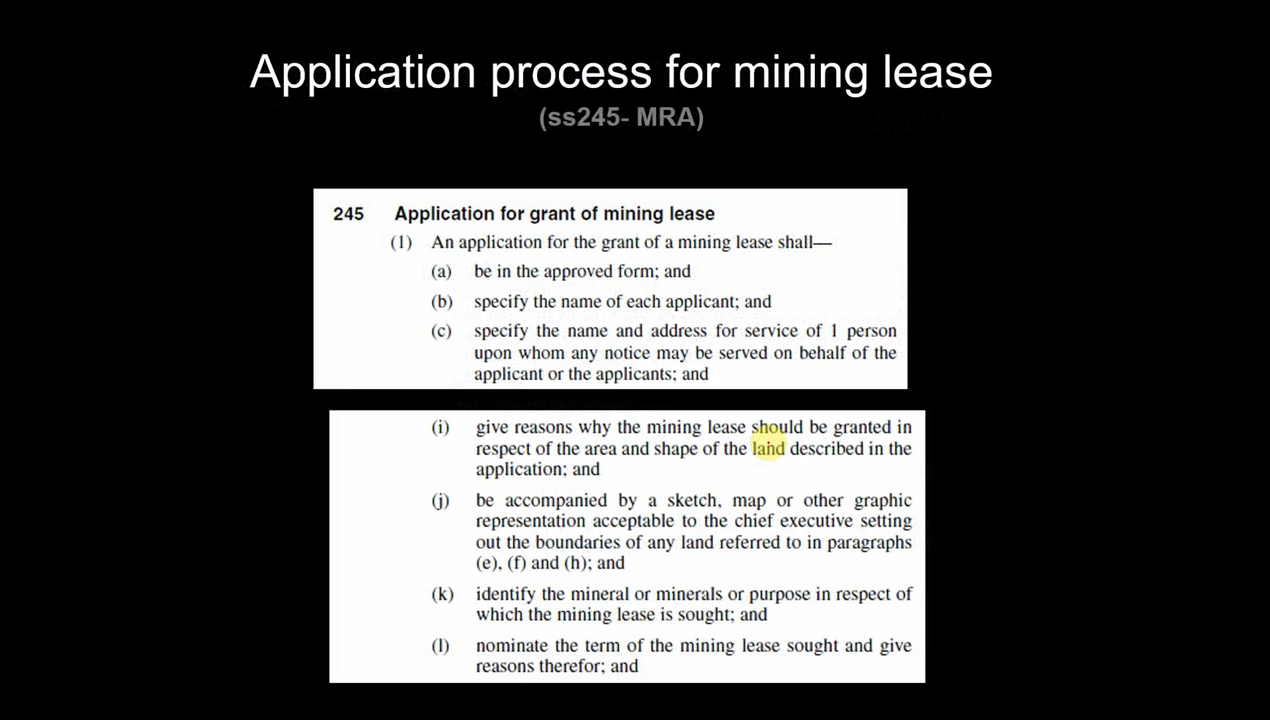 Application process for mining lease
(ss245- MRA)
245 Application for grant of mining lease
(1) An application for the grant of a mining lease shall—
(a) be in the approved form; and
(b) specify the name of each applicant; and
(c) specify the name and address for service of 1 person
upon whom any notice may be served on behalf of the
applicant or the applicants; and
(i) give reasons why the mining lease should be granted in
respect of the area and shape of the land described in the
application; and
(j) be accompanied by a sketch, map or other graphic
representation acceptable to the chief executive setting
out the boundaries of any land referred to in paragraphs
(e), (f) and (h); and
(k) identify the mineral or minerals or purpose in respect of
which the mining lease is sought; and
(l) nominate the term of the mining lease sought and give
reasons therefor; and